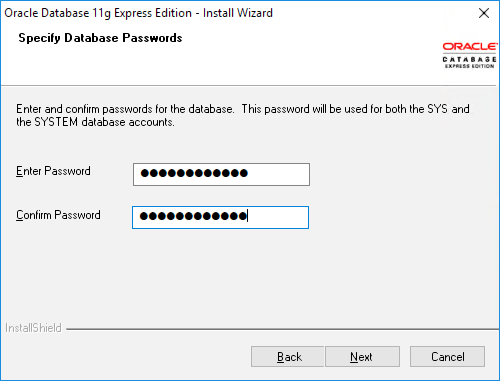 Oracle Database 11g Express Edition - Install Wizard
Specify Database Passwords
ORACLE
DATABASE
EXPRESS EDITION
Enter and confirm passwords for the database. This password will be used for both the SYS and
the SYSTEM database accounts.
Enter Password ●●●●●●●●●●●●
Confirm Password ●●●●●●●●●●●●
InstallShield
Back Next Cancel